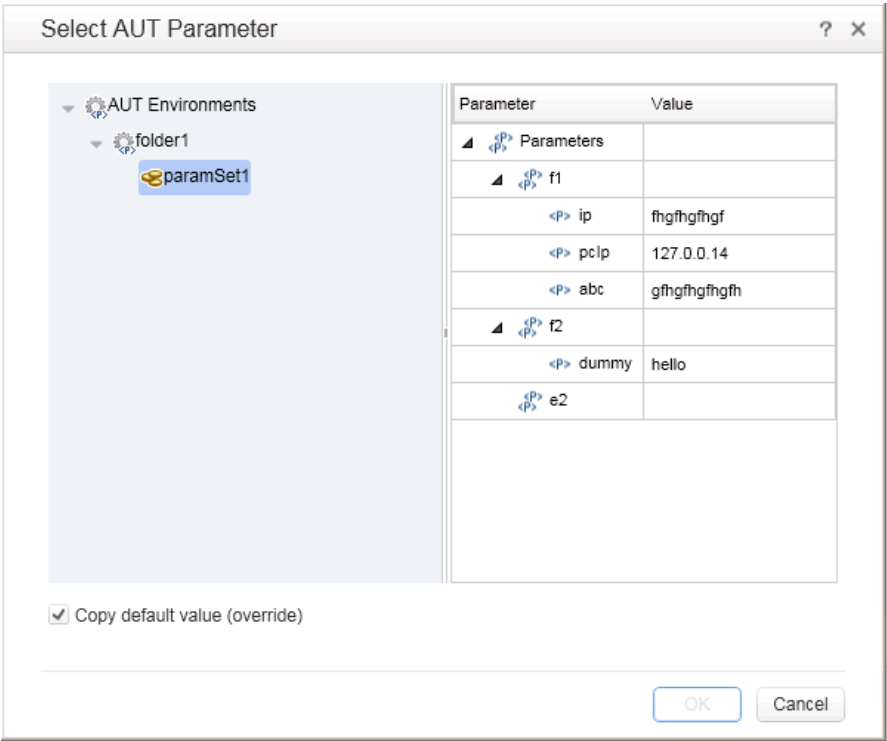 Select AUT Parameter ? ×
AUT Environments
folder1
paramSet1
Parameter Value
<P> <P> Parameters
<P> <P> f1
<P> ip fhgfhgfhgf
<P> pcIp 127.0.0.14
<P> abc gfhgfhgfhgfh
<P> <P> f2
<P> dummy hello
<P> <P> e2
Copy default value (override)
OK Cancel